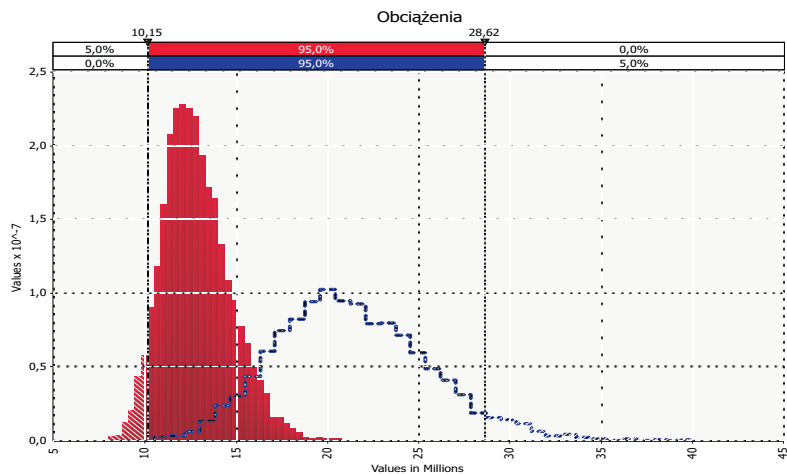 Obciążenia
10,15 28,62
5,0% 95,0% 0,0%
0,0% 95,0% 5,0%
2,5
2,0
1,5
1,0
0,5
0,0
Values x 10^-7
5 10 15 20 25 30 35 40 45
Values in Millions